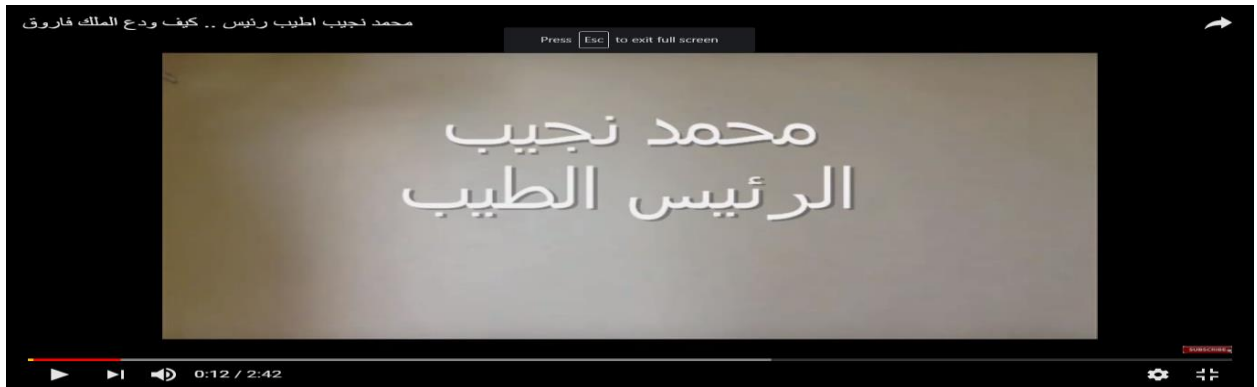 محمد نجيب اطيب رئيس .. كيف ودع الملك فاروق
Press Esc to exit full screen
محمد نجيب
الرئيس الطيب
SUBSCRIBE
0:12 / 2:42